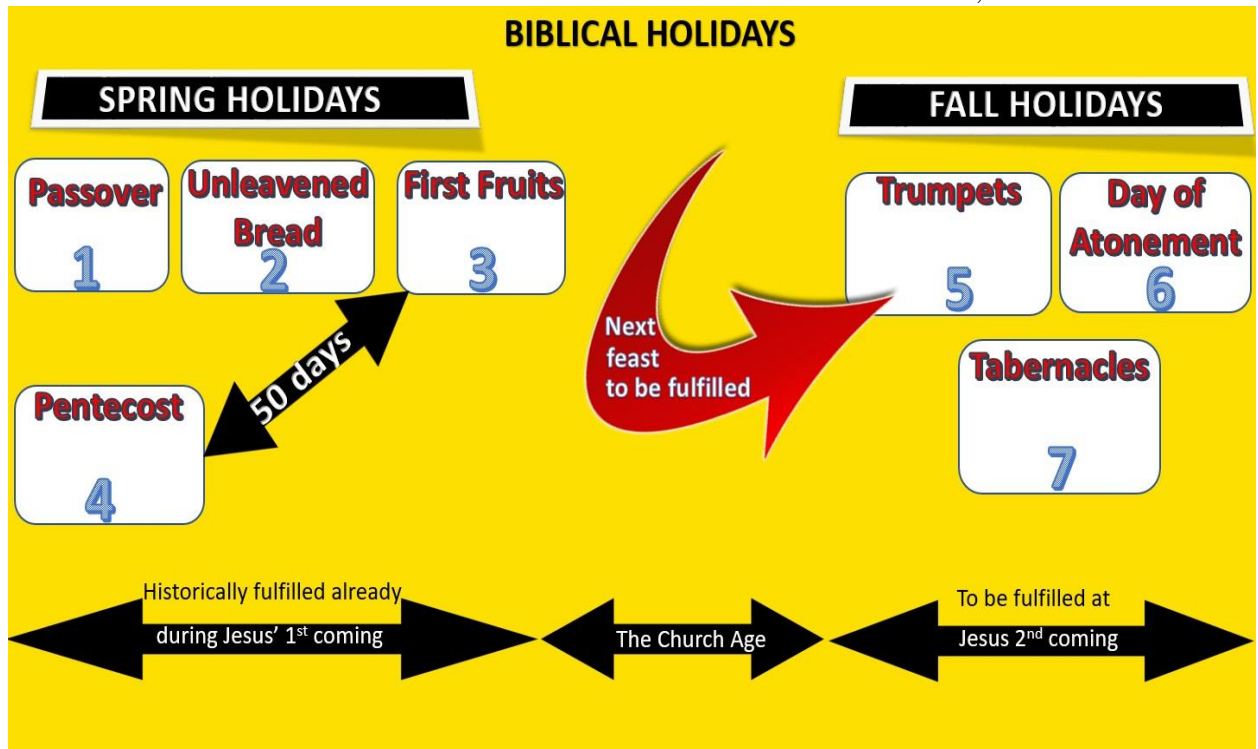 BIBLICAL HOLIDAYS
SPRING HOLIDAYS
FALL HOLIDAYS
Passover
1
Unleavened
Bread
2
First Fruits
3
50 days
Pentecost
4
Next
feast
to be fulfilled
Trumpets
5
Day of
Atonement
6
Tabernacles
7
Historically fulfilled already
during Jesus' 1st coming
The Church Age
To be fulfilled at
Jesus 2nd coming